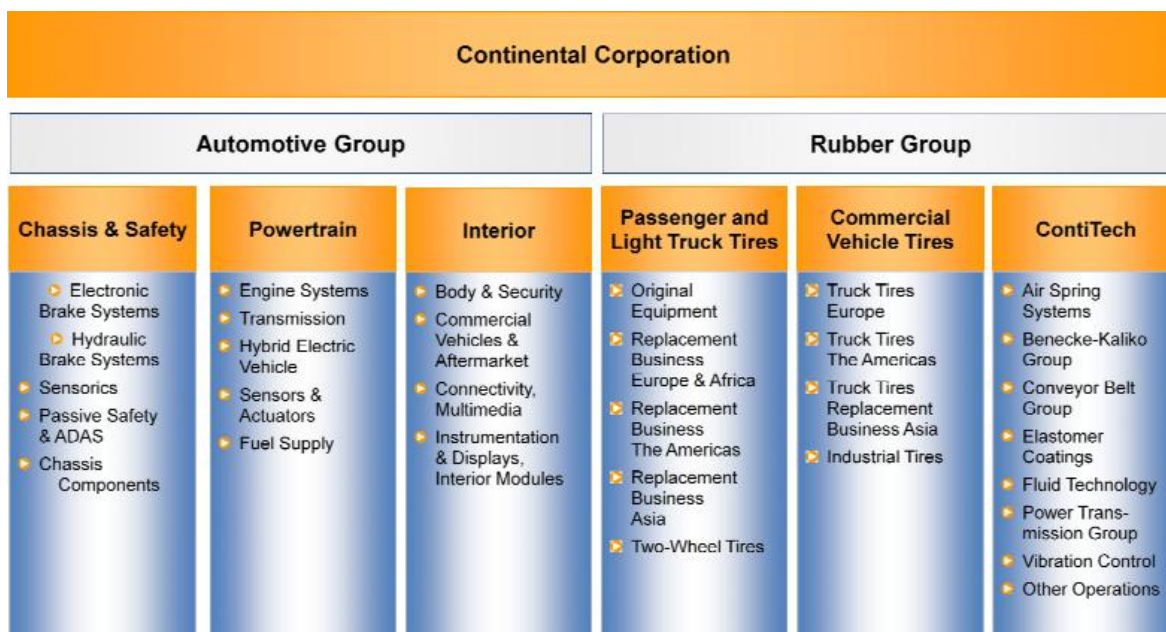 Continental Corporation
Automotive Group
Rubber Group
Chassis & Safety
Electronic
Brake Systems
Hydraulic
Brake Systems
Sensorics
Passive Safety
& ADAS
Chassis
Components
Powertrain
Engine Systems
Transmission
Hybrid Electric
Vehicle
Sensors &
Actuators
Fuel Supply
Interior
Body & Security
Commercial
Vehicles &
Aftermarket
Connectivity,
Multimedia
Instrumentation
& Displays,
Interior Modules
Passenger and
Light Truck Tires
Original
Equipment
Replacement
Business
Europe & Africa
Replacement
Business
The Americas
Replacement
Business
Asia
Two-Wheel Tires
Commercial
Vehicle Tires
Truck Tires
Europe
Truck Tires
The Americas
Truck Tires
Replacement
Business Asia
Industrial Tires
ContiTech
Air Spring
Systems
Benecke-Kaliko
Group
Conveyor Belt
Group
Elastomer
Coatings
Fluid Technology
Power Trans-
mission Group
Vibration Control
Other Operations